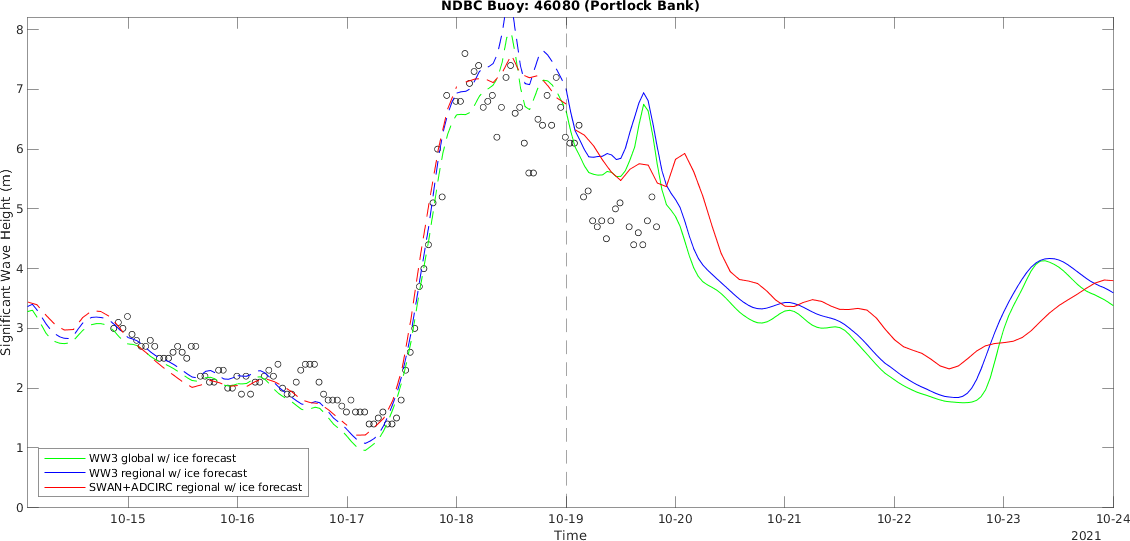 NDBC Buoy: 46080 (Portlock Bank)
8
7
6
5
4
3
2
1
0
Significant Wave Height (m)
WW3 global w/ ice forecast
WW3 regional w/ ice forecast
SWAN+ADCIRC regional w/ ice forecast
10-15 10-16 10-17 10-18 10-19 10-20 10-21 10-22 10-23 10-24
Time
2021